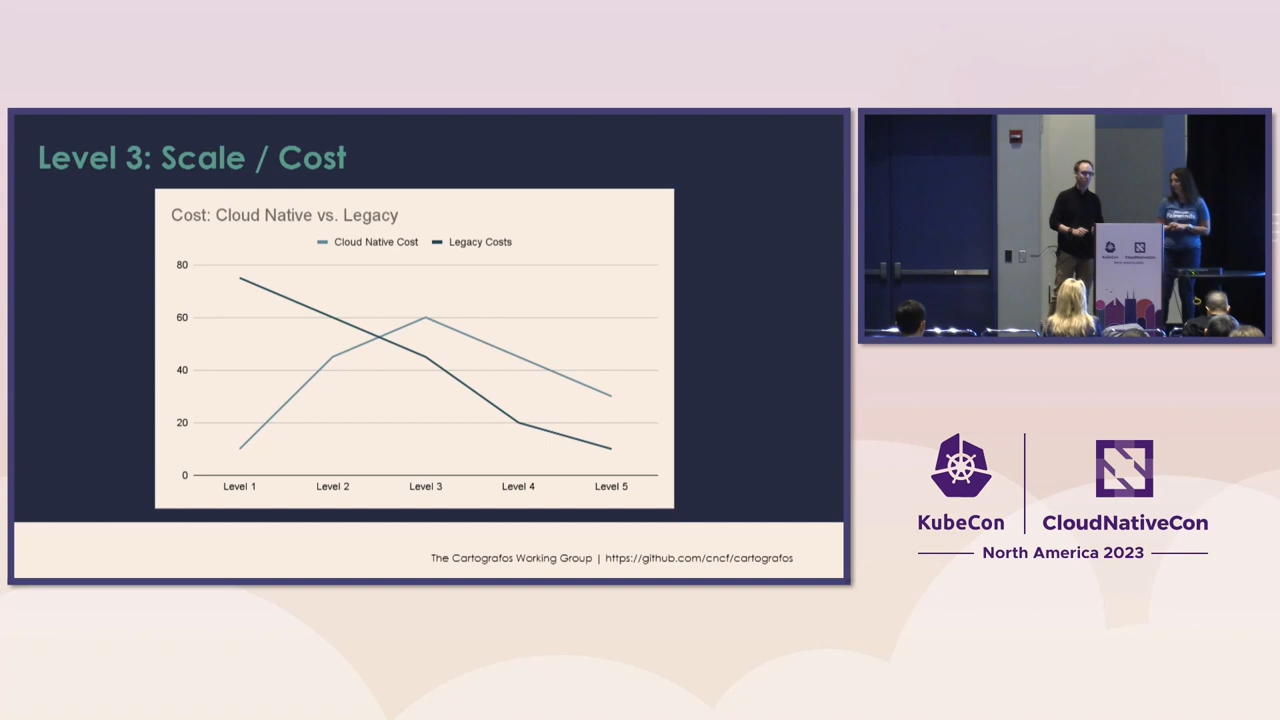 Level 3: Scale / Cost
Cost: Cloud Native vs. Legacy
Cloud Native Cost Legacy Costs
80
60
40
20
0
Level 1 Level 2 Level 3 Level 4 Level 5
The Cartografos Working Group | https://github.com/cncf/cartografos
KubeCon CloudNativeCon
KubeCon CloudNativeCon
North America 2023